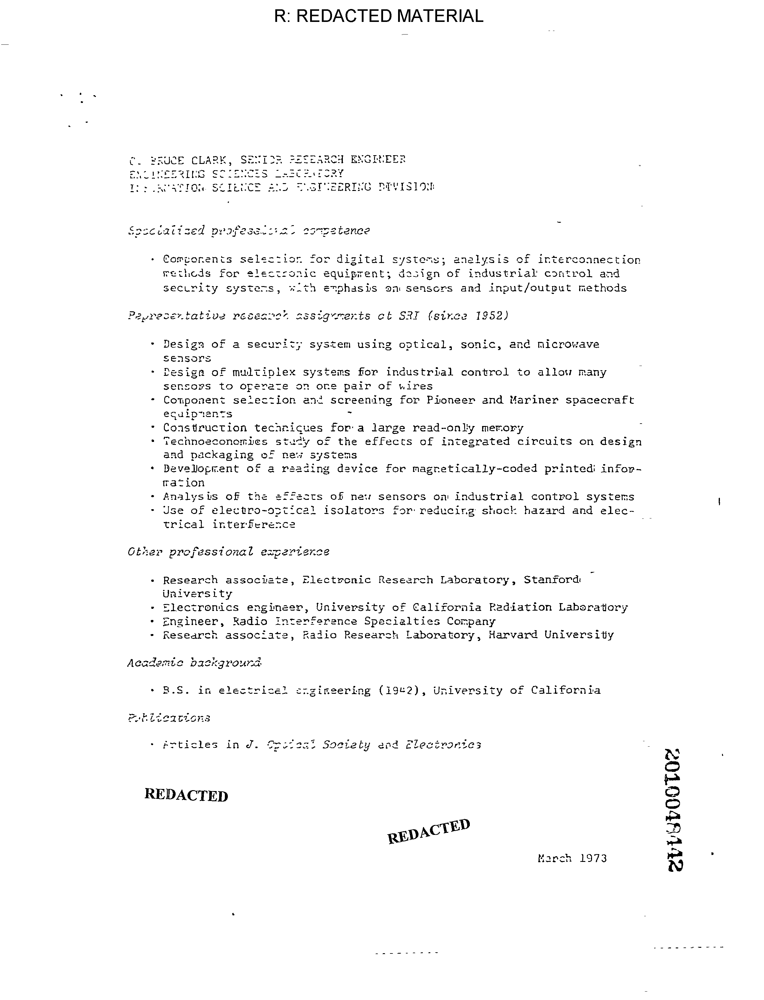 R: REDACTED MATERIAL
C. BRUCE CLARK, SENIOR RESEARCH ENGINEER
ENGINEERING SCIENCES LABORATORY
INFORMATION SCIENCE AND ENGINEERING DIVISION
Specialized professional competence
· Components selection for digital systems; analysis of interconnection
methods for electronic equipment; design of industrial control and
security systems, with emphasis on sensors and input/output methods
Representative research assignments at SRI (since 1952)
· Design of a security system using optical, sonic, and microwave
sensors
· Design of multiplex systems for industrial control to allow many
sensors to operate on one pair of wires
· Component selection and screening for Pioneer and Mariner spacecraft
equipments
· Construction techniques for a large read-only memory
· Technoeconomics study of the effects of integrated circuits on design
and packaging of new systems
· Development of a reading device for magnetically-coded printed infor-
mation
· Analysis of the effects of new sensors on industrial control systems
· Use of electro-optical isolators for reducing shock hazard and elec-
trical interference
Other professional experience
· Research associate, Electronic Research Laboratory, Stanford
University
· Electronics engineer, University of California Radiation Laboratory
· Engineer, Radio Interference Specialties Company
· Research associate, Radio Research Laboratory, Harvard University
Academic background
· B.S. in electrical engineering (1942), University of California
Publications
· Articles in J. Optical Society and Electronics
REDACTED
REDACTED
March 1973
2010048442